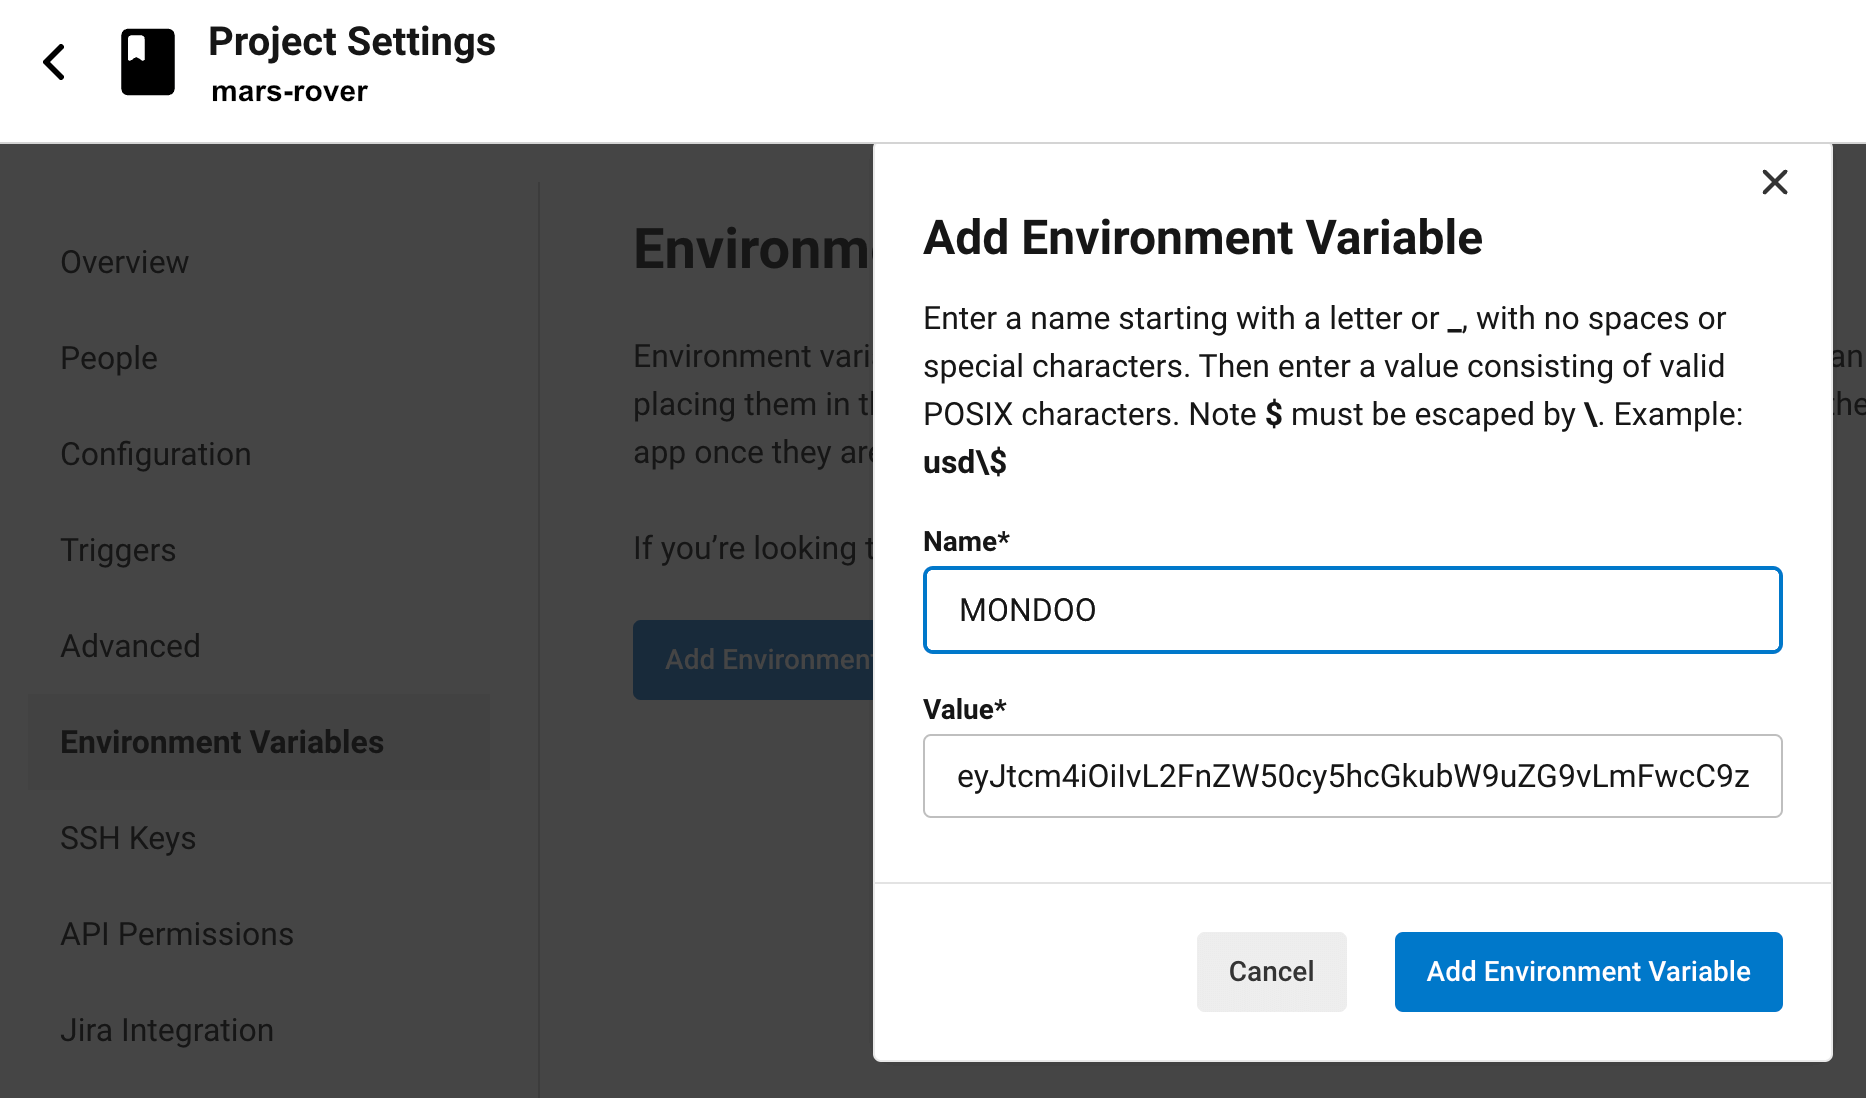 Project Settings
mars-rover
Overview
People
Configuration
Triggers
Advanced
Environment Variables
SSH Keys
API Permissions
Jira Integration
Environm
Environment vari
placing them in t
app once they ar
If you’re looking
Add Environmen
an
he
Add Environment Variable
Enter a name starting with a letter or _, with no spaces or
special characters. Then enter a value consisting of valid
POSIX characters. Note $ must be escaped by \. Example:
usd\$
Name*
MONDOO
Value*
eyJtcm4iOiIvL2FnZW50cy5hcGkubW9uZG9vLmFwcC9z
Cancel
Add Environment Variable